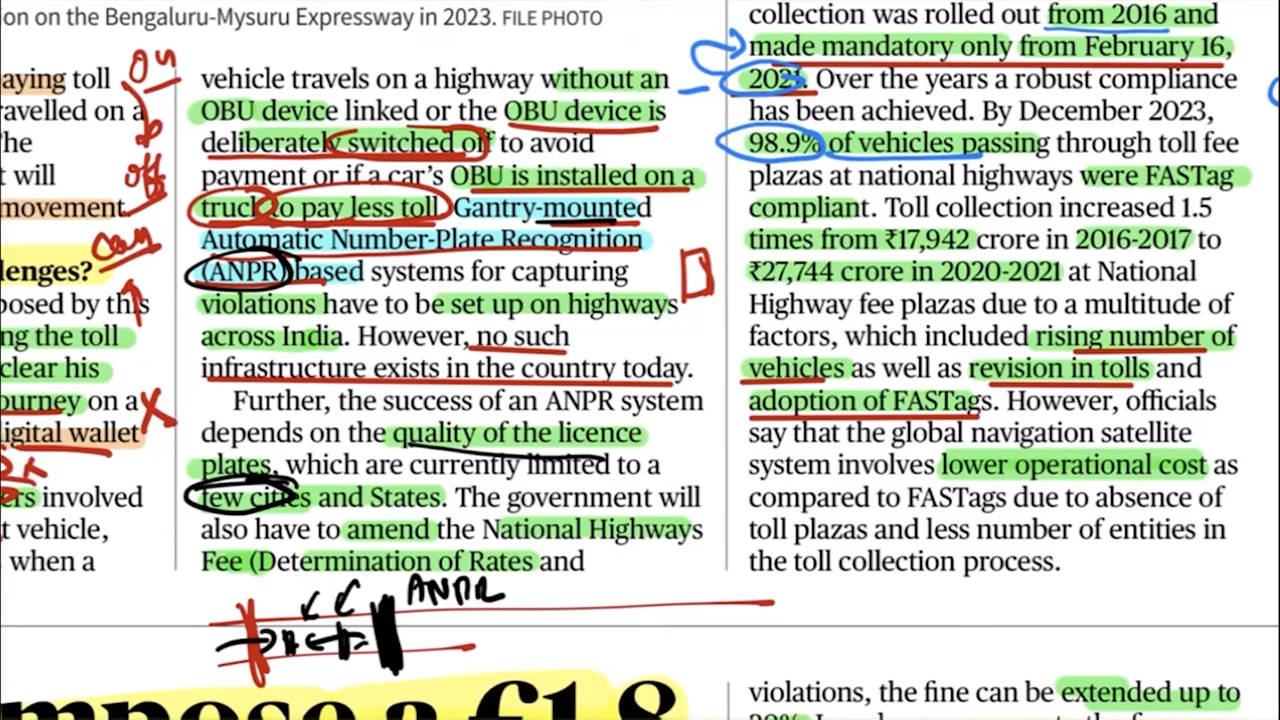 on on the Bengaluru-Mysuru Expressway in 2023. FILE PHOTO
aying toll
ravelled on a
he
t will
movement
lenges?
posed by this
ng the toll
clear his
ourney on a
igital wallet
ers involved
t vehicle,
when a
vehicle travels on a highway without an
OBU device linked or the OBU device is
deliberately switched off to avoid
payment or if a car's OBU is installed on a
truck to pay less toll. Gantry-mounted
Automatic Number-Plate Recognition
(ANPR) based systems for capturing
violations have to be set up on highways
across India. However, no such
infrastructure exists in the country today.
Further, the success of an ANPR system
depends on the quality of the licence
plates, which are currently limited to a
few cities and States. The government will
also have to amend the National Highways
Fee (Determination of Rates and
ANPR
collection was rolled out from 2016 and
made mandatory only from February 16,
2021. Over the years a robust compliance
has been achieved. By December 2023,
98.9% of vehicles passing through toll fee
plazas at national highways were FASTag
compliant. Toll collection increased 1.5
times from ₹17,942 crore in 2016-2017 to
₹27,744 crore in 2020-2021 at National
Highway fee plazas due to a multitude of
factors, which included rising number of
vehicles as well as revision in tolls and
adoption of FASTags. However, officials
say that the global navigation satellite
system involves lower operational cost as
compared to FASTags due to absence of
toll plazas and less number of entities in
the toll collection process.
mpose a £1.8
violations, the fine can be extended up to